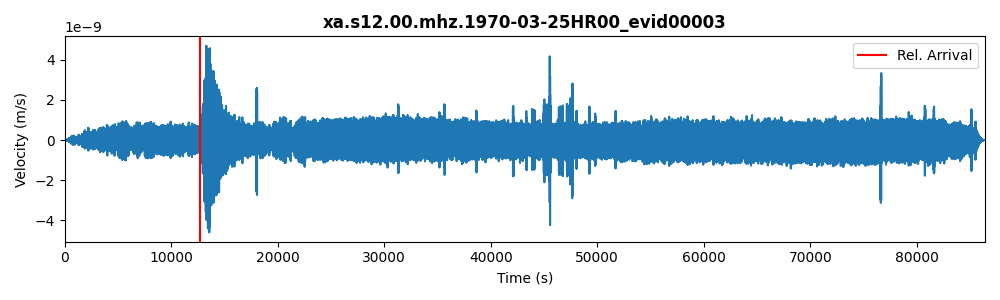 xa.s12.00.mhz.1970-03-25HR00_evid00003
1e−9
Rel. Arrival
Velocity (m/s)
4
2
0
−2
−4
0 10000 20000 30000 40000 50000 60000 70000 80000
Time (s)